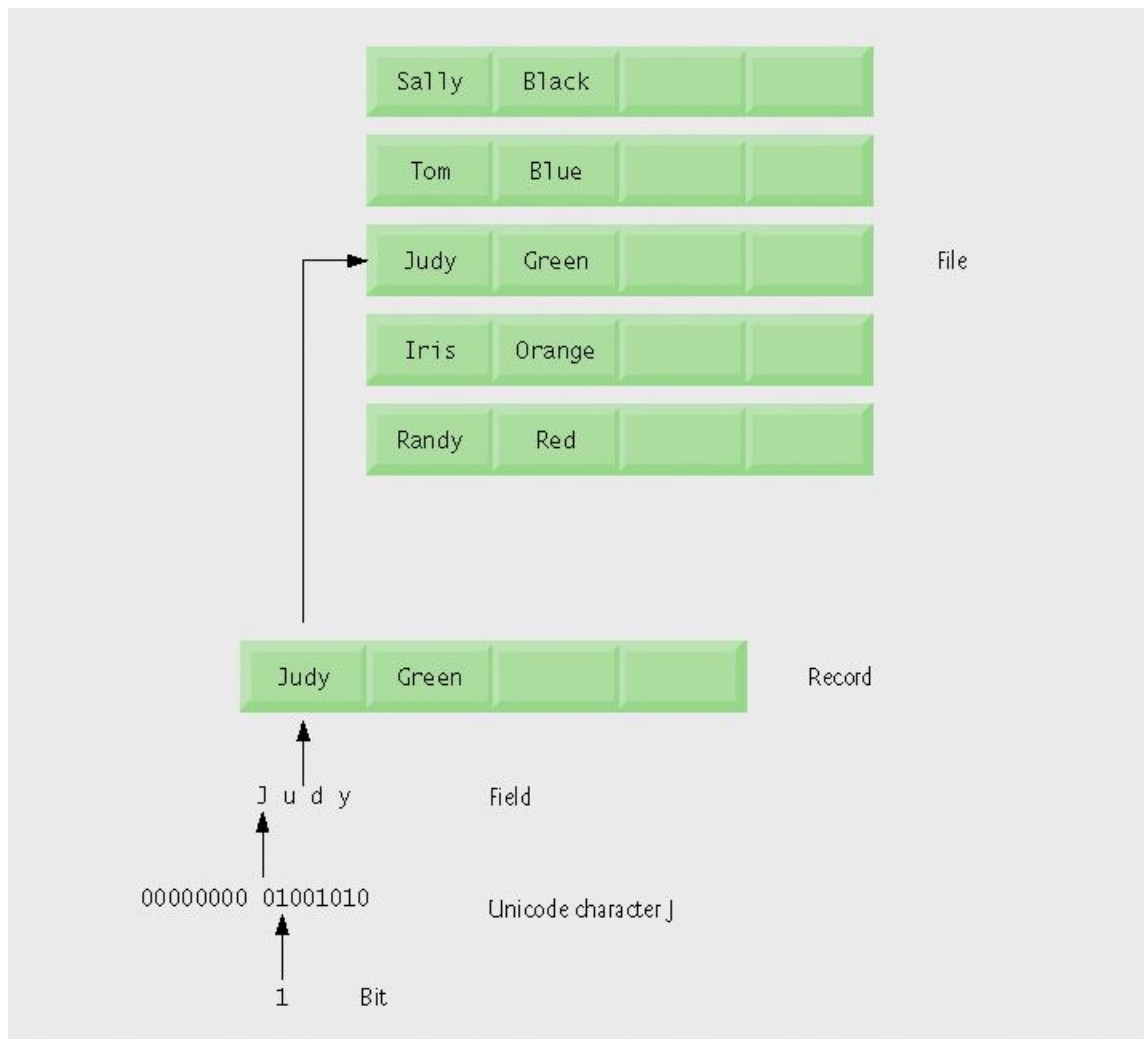 Sally Black
Tom Blue
Judy Green File
Iris Orange
Randy Red
Judy Green Record
J u d y Field
00000000 01001010 Unicode character J
1 Bit